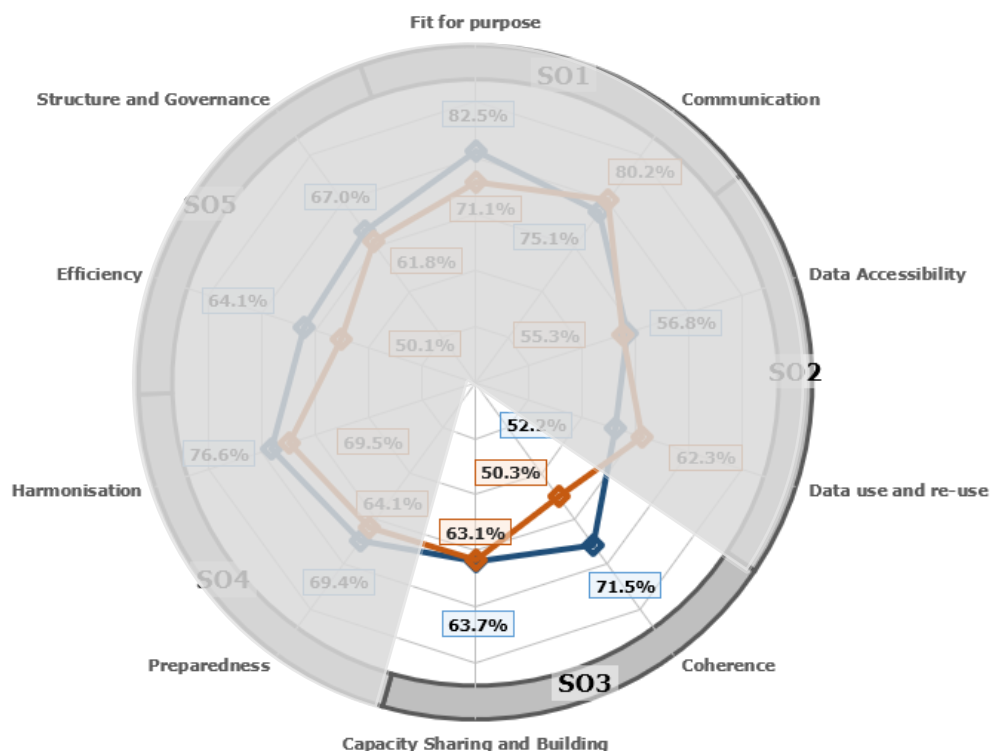 Fit for purpose
SO1
Structure and Governance
Communication
82.5%
80.2%
67.0%
SO5
71.1%
75.1%
61.8%
Efficiency
Data Accessibility
64.1%
56.8%
50.1%
55.3%
SO2
52.2%
69.5%
76.6%
62.3%
50.3%
Harmonisation
Data use and re-use
64.1%
63.1%
SO4
69.4%
71.5%
63.7%
Preparedness
Coherence
SO3
Capacity Sharing and Building